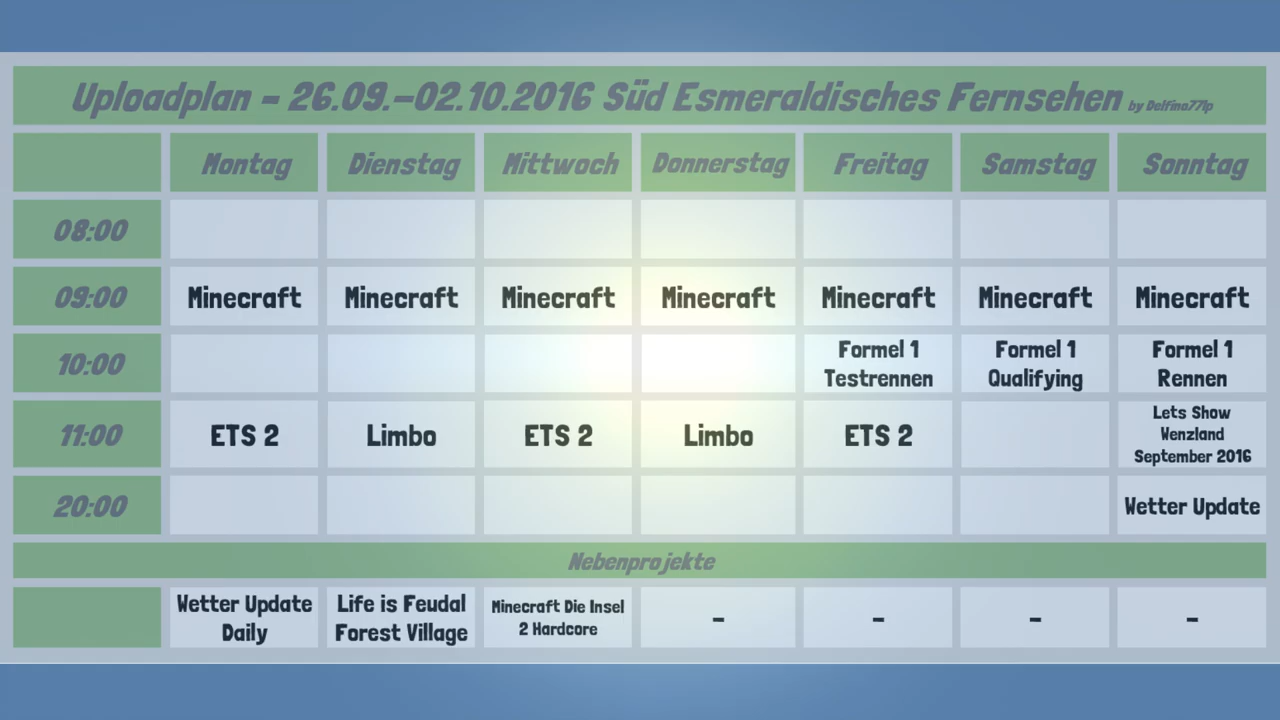 Uploadplan - 26.09.-02.10.2016 Süd Esmeraldisches Fernsehen by Delfino771p
Montag Dienstag Mittwoch Donnerstag Freitag Samstag Sonntag
08:00
09:00 Minecraft Minecraft Minecraft Minecraft Minecraft Minecraft Minecraft
10:00 Formel 1 Testrennen Formel 1 Qualifying Formel 1 Rennen
11:00 ETS 2 Limbo ETS 2 Limbo ETS 2 Lets Show Wenzland September 2016
20:00 Wetter Update
Nebenprojekte
Wetter Update Daily Life is Feudal Forest Village Minecraft Die Insel 2 Hardcore - - - -